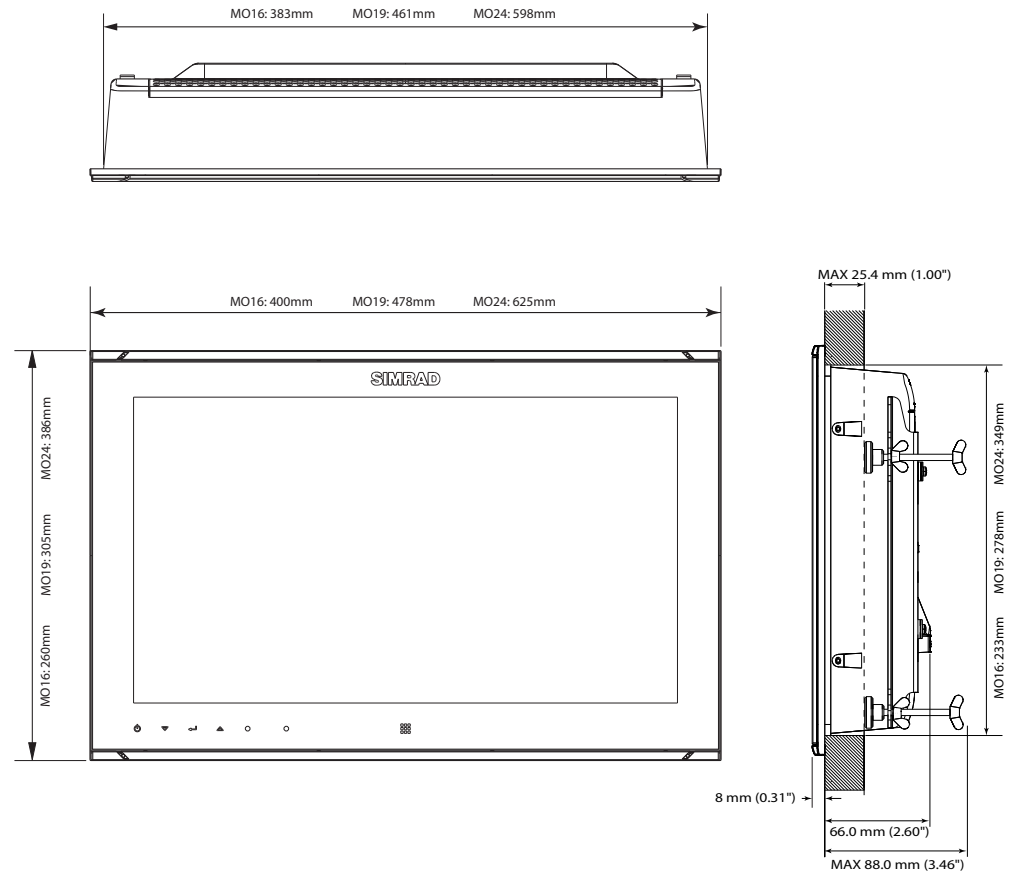 MO16: 383mm MO19: 461mm MO24: 598mm
MAX 25.4 mm (1.00")
MO16: 400mm MO19: 478mm MO24: 625mm
SIMRAD
MO16: 260mm MO19: 305mm MO24: 386mm
MO16: 233mm MO19: 278mm MO24: 349mm
8 mm (0.31")
66.0 mm (2.60")
MAX 88.0 mm (3.46")